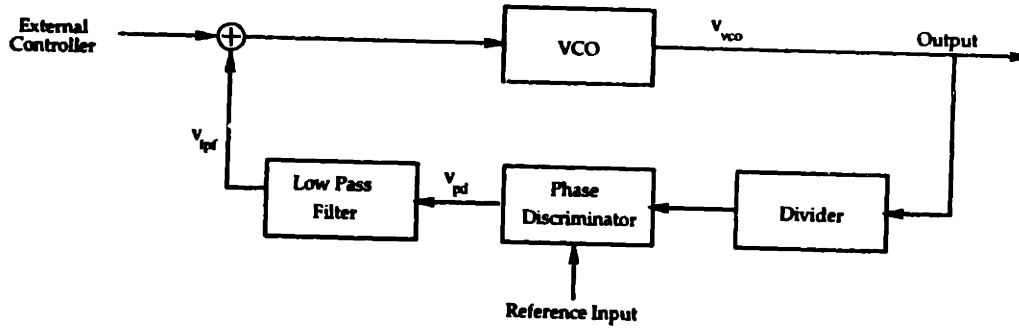 External
Controller
+
VCO
V_vco
Output
V_lpf
Low Pass
Filter
V_pd
Phase
Discriminator
Divider
Reference Input